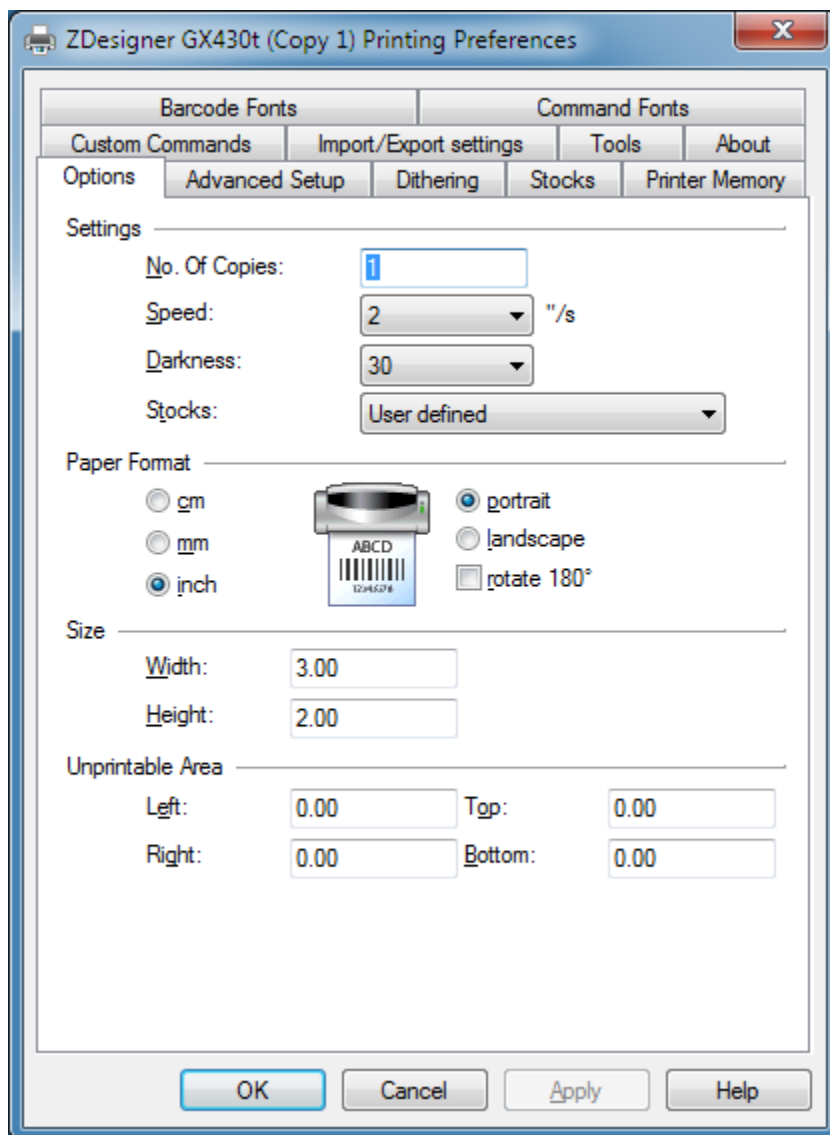 ZDesigner GX430t (Copy 1) Printing Preferences
Barcode Fonts Command Fonts
Custom Commands Import/Export settings Tools About
Options Advanced Setup Dithering Stocks Printer Memory
Settings
No. Of Copies: 1
Speed: 2 "/s
Darkness: 30
Stocks: User defined
Paper Format
cm portrait
mm landscape
inch rotate 180°
ABCD
Size
Width: 3.00
Height: 2.00
Unprintable Area
Left: 0.00 Top: 0.00
Right: 0.00 Bottom: 0.00
OK Cancel Apply Help